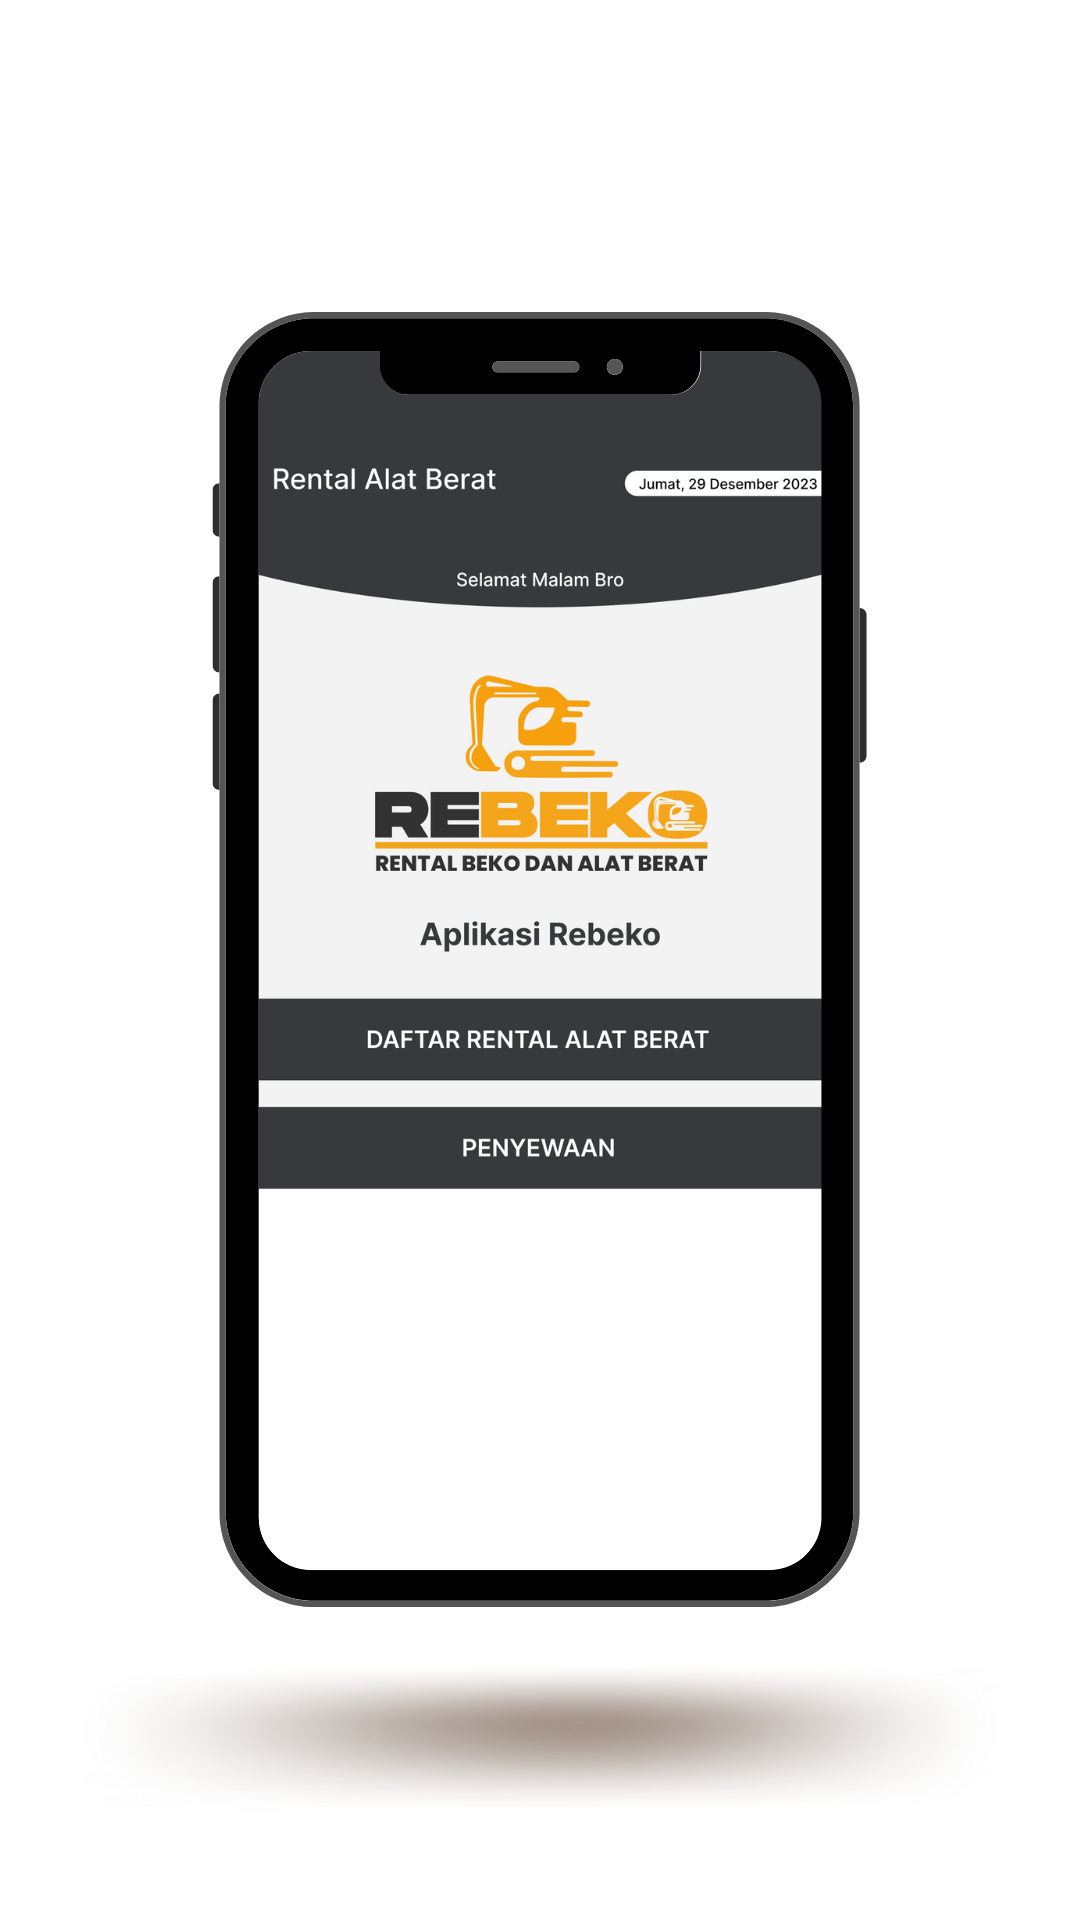 Rental Alat Berat
Jumat, 29 Desember 2023
Selamat Malam Bro
REBEKO
RENTAL BEKO DAN ALAT BERAT
Aplikasi Rebeko
DAFTAR RENTAL ALAT BERAT
PENYEWAAN